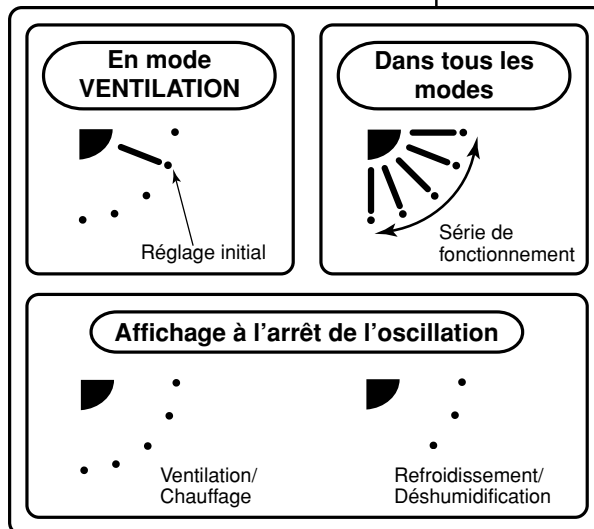 En mode
VENTILATION
Réglage initial
Dans tous les
modes
Série de
fonctionnement
Affichage à l'arrêt de l'oscillation
Ventilation/
Chauffage
Refroidissement/
Déshumidification